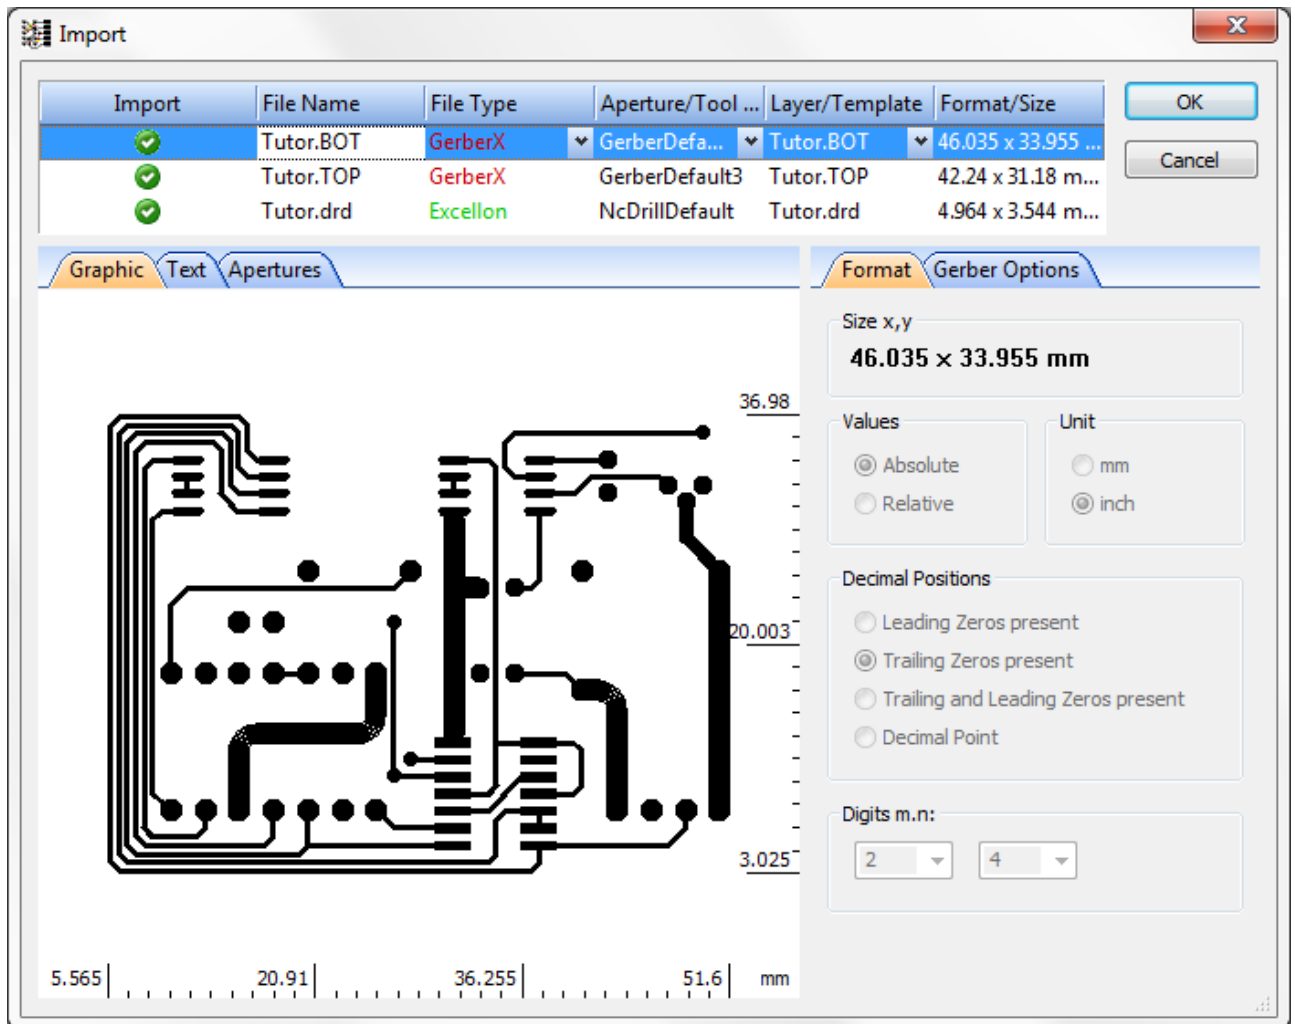 Import
Import File Name File Type Aperture/Tool ... Layer/Template Format/Size
Tutor.BOT GerberX GerberDefa... Tutor.BOT 46.035 x 33.955 ...
Tutor.TOP GerberX GerberDefault3 Tutor.TOP 42.24 x 31.18 m...
Tutor.drd Excellon NcDrillDefault Tutor.drd 4.964 x 3.544 m...
OK
Cancel
Graphic Text Apertures
36.98
20.003
3.025
5.565 20.91 36.255 51.6 mm
Format Gerber Options
Size x,y
46.035 x 33.955 mm
Values
Absolute
Relative
Unit
mm
inch
Decimal Positions
Leading Zeros present
Trailing Zeros present
Trailing and Leading Zeros present
Decimal Point
Digits m.n:
2 4